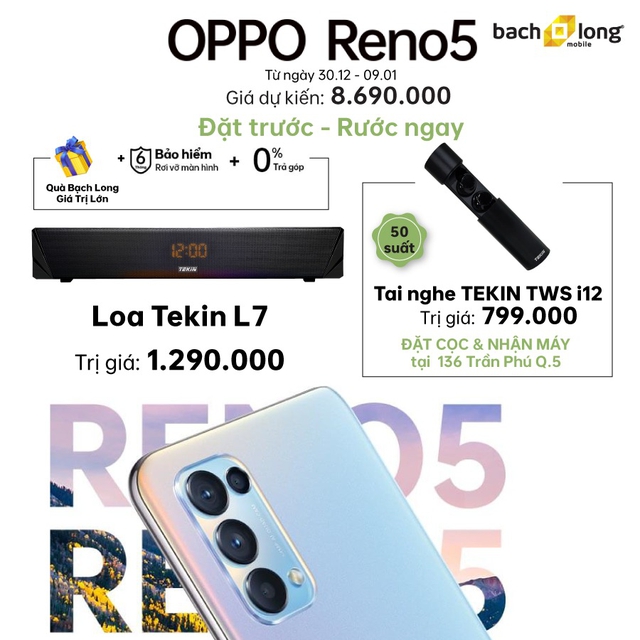 OPPO Reno5
bach long
mobile
Từ ngày 30.12 - 09.01
Giá dự kiến: 8.690.000
Đặt trước - Rước ngay
Quà Bạch Long
Giá Trị Lớn
+ 6 Bảo hiểm
Rơi vỡ màn hình
+ 0% Trả góp
12:00
TEKIN
Loa Tekin L7
Trị giá: 1.290.000
50
suất
TEKIN
Tai nghe TEKIN TWS i12
Trị giá: 799.000
ĐẶT CỌC & NHẬN MÁY
tại 136 Trần Phú Q.5
RENO5
RENO5